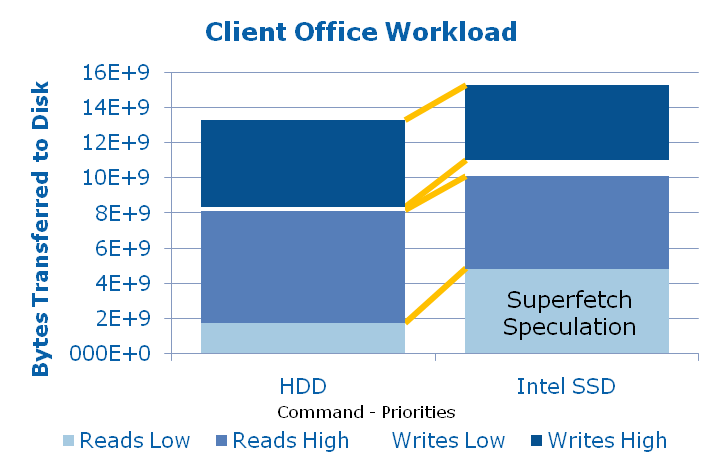 Client Office Workload
Bytes Transferred to Disk
16E+9
14E+9
12E+9
10E+9
8E+9
6E+9
4E+9
2E+9
000E+0
Superfetch
Speculation
HDD
Intel SSD
Command - Priorities
Reads Low
Reads High
Writes Low
Writes High